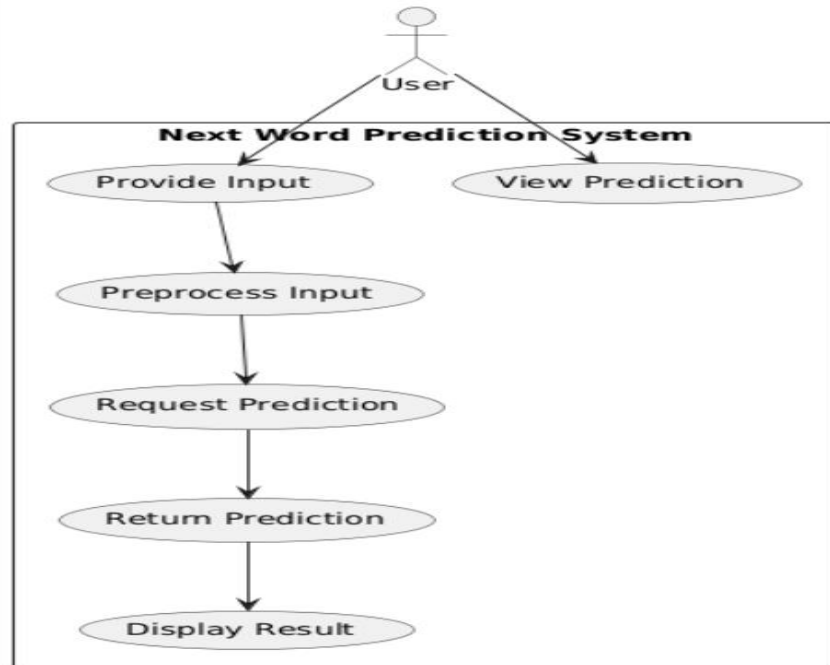 User
Next Word Prediction System
Provide Input
View Prediction
Preprocess Input
Request Prediction
Return Prediction
Display Result